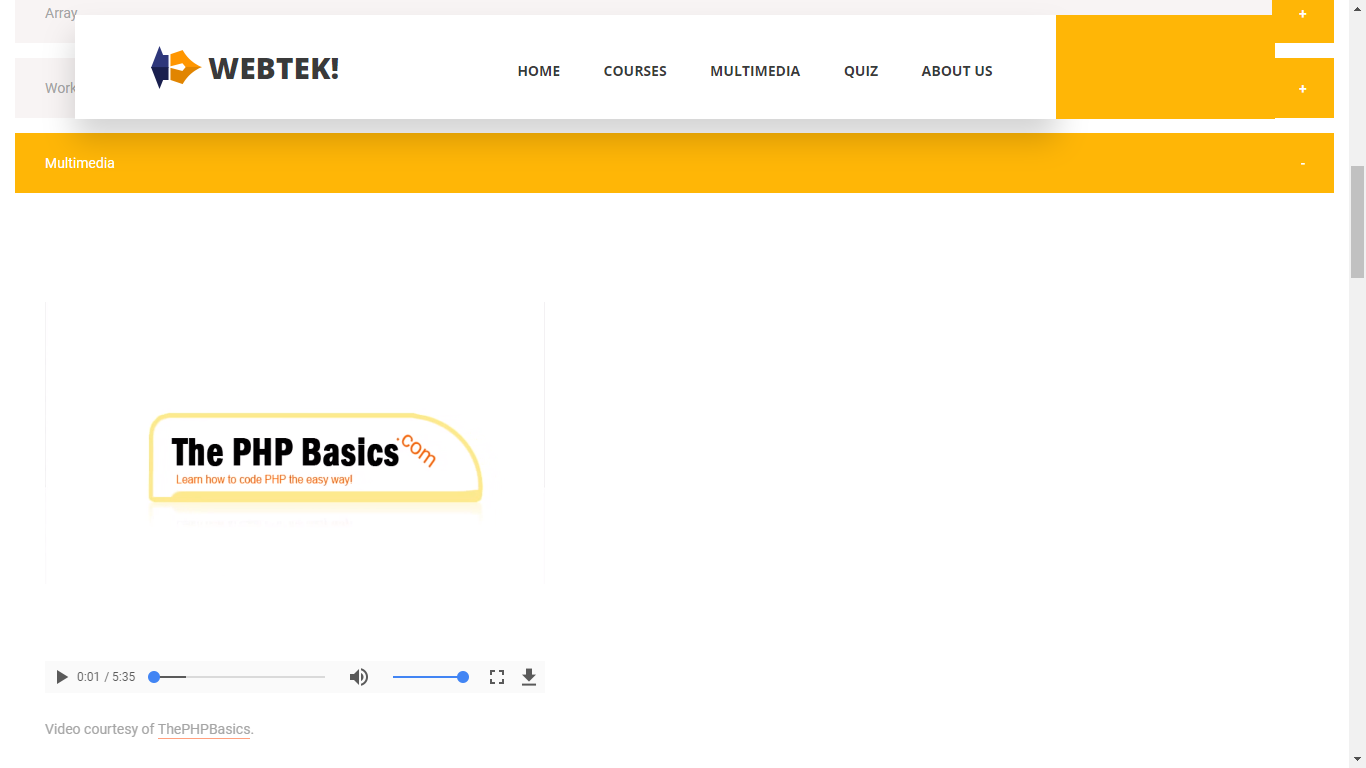 Array
+
WEBTEK!
HOME COURSES MULTIMEDIA QUIZ ABOUT US
Work
+
Multimedia
-
The PHP Basics.com
Learn how to code PHP the easy way!
0:01 / 5:35
Video courtesy of ThePHPBasics.